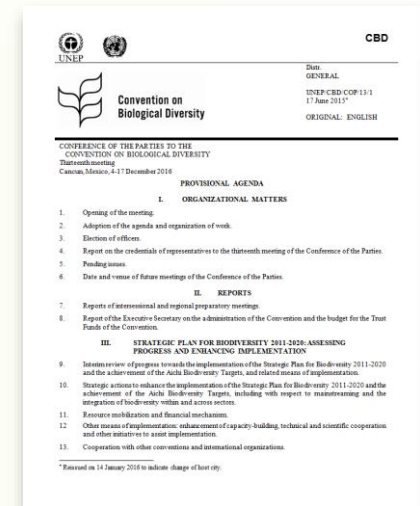 CBD
UNEP
Distr.
GENERAL
UNEP/CBD/COP/13/1
17 June 2015*
ORIGINAL: ENGLISH
Convention on
Biological Diversity
CONFERENCE OF THE PARTIES TO THE
CONVENTION ON BIOLOGICAL DIVERSITY
Thirteenth meeting
Cancun, Mexico, 4-17 December 2016
PROVISIONAL AGENDA
I. ORGANIZATIONAL MATTERS
1. Opening of the meeting.
2. Adoption of the agenda and organization of work.
3. Election of officers.
4. Report on the credentials of representatives to the thirteenth meeting of the Conference of the Parties.
5. Pending issues.
6. Date and venue of future meetings of the Conference of the Parties.
II. REPORTS
7. Reports of intersessional and regional preparatory meetings.
8. Report of the Executive Secretary on the administration of the Convention and the budget for the Trust
Funds of the Convention.
III. STRATEGIC PLAN FOR BIODIVERSITY 2011-2020: ASSESSING
PROGRESS AND ENHANCING IMPLEMENTATION
9. Interim review of progress towards the implementation of the Strategic Plan for Biodiversity 2011-2020
and the achievement of the Aichi Biodiversity Targets, and related means of implementation.
10. Strategic actions to enhance the implementation of the Strategic Plan for Biodiversity 2011-2020 and the
achievement of the Aichi Biodiversity Targets, including with respect to mainstreaming and the
integration of biodiversity within and across sectors.
11. Resource mobilization and financial mechanism.
12 Other means of implementation: enhancement of capacity-building, technical and scientific cooperation
and other initiatives to assist implementation.
13. Cooperation with other conventions and international organizations.
* Reissued on 14 January 2016 to indicate change of host city.